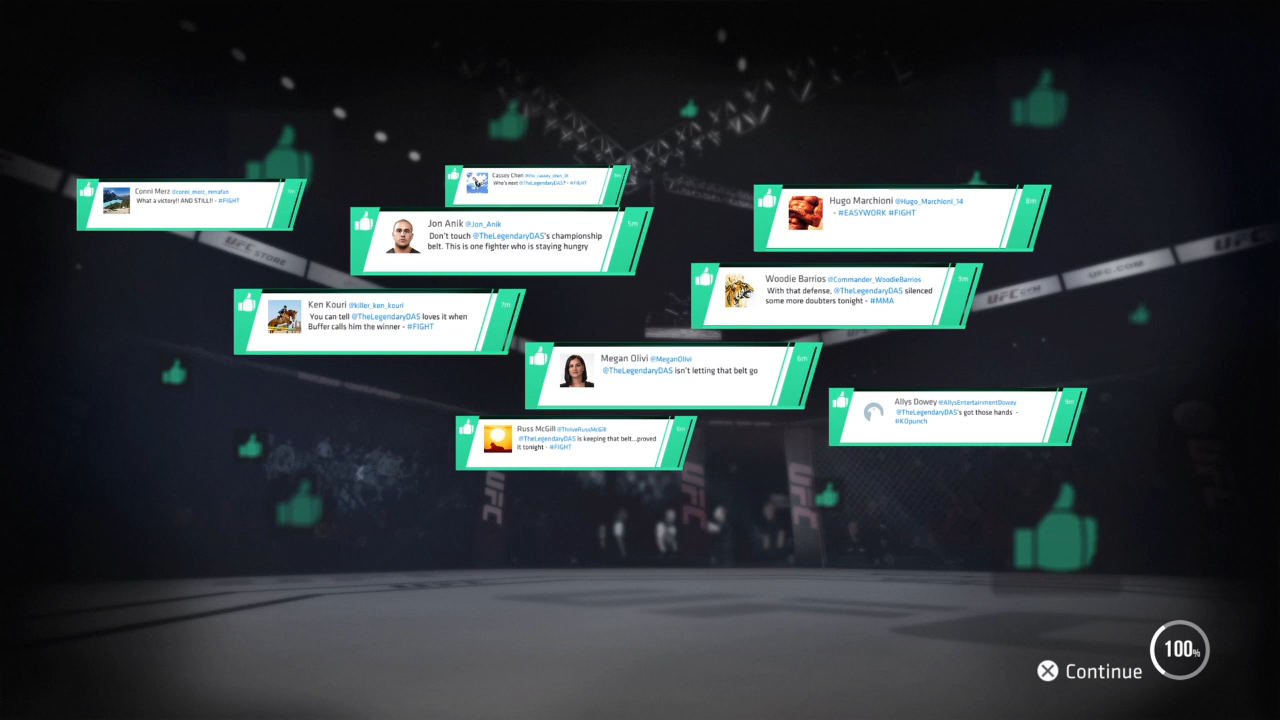 Conni Merz @conni_merz_mmafan
What a victory!! AND STILL!! - #FIGHT
Cassey Chen
Who's next @TheLegendaryDAS? - #FIGHT
Jon Anik @Jon_Anik 5m
Don't touch @TheLegendaryDAS's championship
belt. This is one fighter who is staying hungry
Hugo Marchioni @Hugo_Marchioni_14 8m
- #EASYWORK #FIGHT
Woodie Barrios @Commander_WoodieBarrios 9m
With that defense, @TheLegendaryDAS silenced
some more doubters tonight - #MMA
Ken Kouri @killer_ken_kouri 7m
You can tell @TheLegendaryDAS loves it when
Buffer calls him the winner - #FIGHT
Megan Olivi @MeganOlivi 6m
@TheLegendaryDAS isn't letting that belt go
Allys Dowey @AllysEntertainmentDowey 9m
@TheLegendaryDAS's got those hands -
#KOpunch
Russ McGill @ThriveRussMcGill
@TheLegendaryDAS is keeping that belt...proved
it tonight - #FIGHT
UFC STORE
UFC.COM
UFC
UFC
UFC
100%
Continue